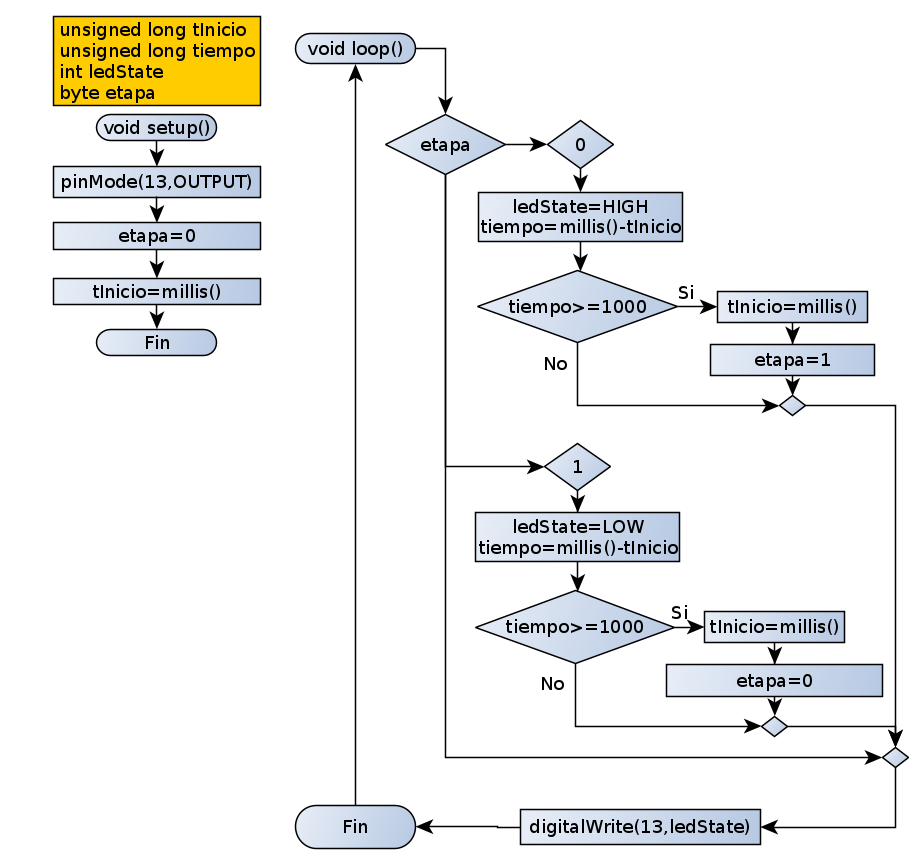 unsigned long tInicio
unsigned long tiempo
int ledState
byte etapa
void setup()
pinMode(13,OUTPUT)
etapa=0
tInicio=millis()
Fin
void loop()
etapa
0
ledState=HIGH
tiempo=millis()-tInicio
tiempo>=1000
Si
tInicio=millis()
etapa=1
No
1
ledState=LOW
tiempo=millis()-tInicio
tiempo>=1000
Si
tInicio=millis()
etapa=0
No
digitalWrite(13,ledState)
Fin